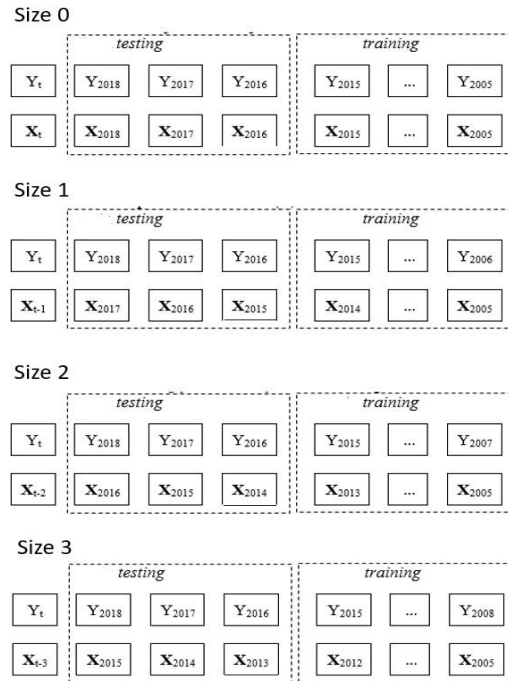 Size 0
testing training
Yt Y2018 Y2017 Y2016 Y2015 ... Y2005
Xt X2018 X2017 X2016 X2015 ... X2005
Size 1
testing training
Yt Y2018 Y2017 Y2016 Y2015 ... Y2006
Xt-1 X2017 X2016 X2015 X2014 ... X2005
Size 2
testing training
Yt Y2018 Y2017 Y2016 Y2015 ... Y2007
Xt-2 X2016 X2015 X2014 X2013 ... X2005
Size 3
testing training
Yt Y2018 Y2017 Y2016 Y2015 ... Y2008
Xt-3 X2015 X2014 X2013 X2012 ... X2005